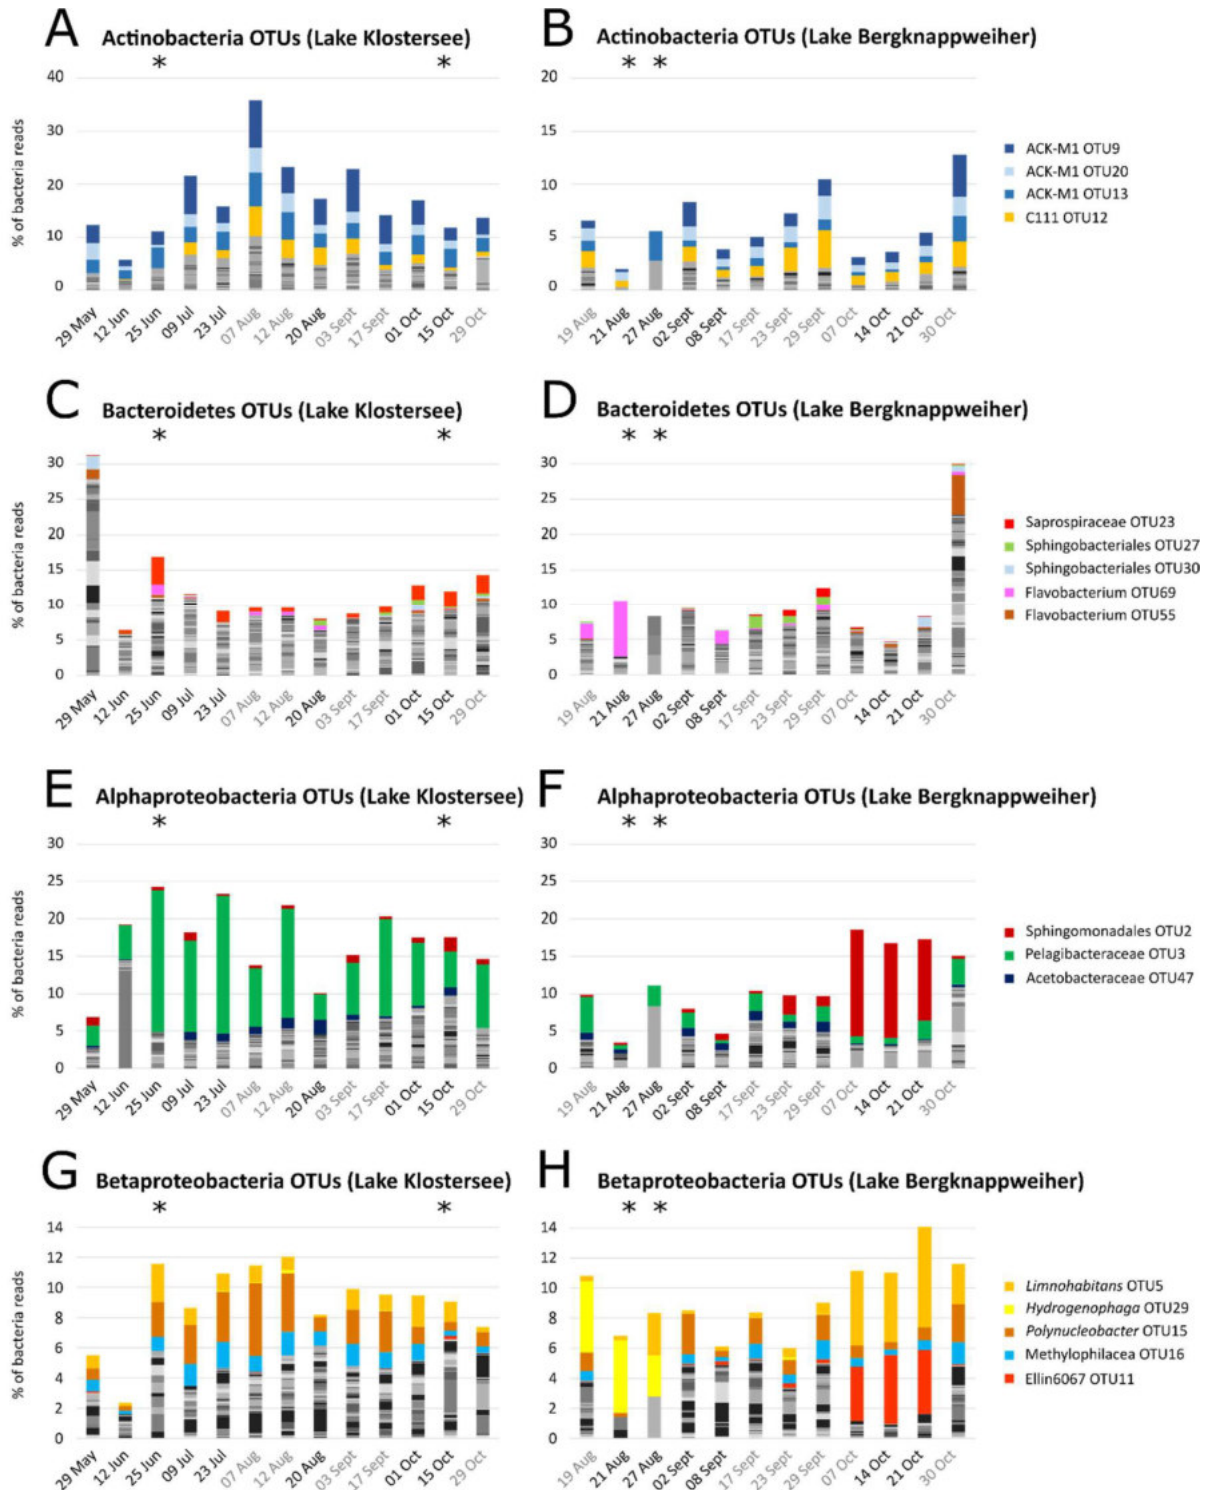 A Actinobacteria OTUs (Lake Klostersee)
* *
% of bacteria reads
40
30
20
10
0
29 May 12 Jun 25 Jun 09 Jul 23 Jul 07 Aug 12 Aug 20 Aug 03 Sept 17 Sept 01 Oct 15 Oct 29 Oct
B Actinobacteria OTUs (Lake Bergknappweiher)
* *
20
15
10
5
0
19 Aug 21 Aug 27 Aug 02 Sept 08 Sept 17 Sept 23 Sept 29 Sept 07 Oct 14 Oct 21 Oct 30 Oct
ACK-M1 OTU9
ACK-M1 OTU20
ACK-M1 OTU13
C111 OTU12
C Bacteroidetes OTUs (Lake Klostersee)
* *
% of bacteria reads
30
25
20
15
10
5
0
29 May 12 Jun 25 Jun 09 Jul 23 Jul 07 Aug 12 Aug 20 Aug 03 Sept 17 Sept 01 Oct 15 Oct 29 Oct
D Bacteroidetes OTUs (Lake Bergknappweiher)
* *
30
25
20
15
10
5
0
19 Aug 21 Aug 27 Aug 02 Sept 08 Sept 17 Sept 23 Sept 29 Sept 07 Oct 14 Oct 21 Oct 30 Oct
Saprospiraceae OTU23
Sphingobacteriales OTU27
Sphingobacteriales OTU30
Flavobacterium OTU69
Flavobacterium OTU55
E Alphaproteobacteria OTUs (Lake Klostersee)
* *
% of bacteria reads
30
25
20
15
10
5
0
29 May 12 Jun 25 Jun 09 Jul 23 Jul 07 Aug 12 Aug 20 Aug 03 Sept 17 Sept 01 Oct 15 Oct 29 Oct
F Alphaproteobacteria OTUs (Lake Bergknappweiher)
* *
30
25
20
15
10
5
0
19 Aug 21 Aug 27 Aug 02 Sept 08 Sept 17 Sept 23 Sept 29 Sept 07 Oct 14 Oct 21 Oct 30 Oct
Sphingomonadales OTU2
Pelagibacteraceae OTU3
Acetobacteraceae OTU47
G Betaproteobacteria OTUs (Lake Klostersee)
* *
% of bacteria reads
14
12
10
8
6
4
2
0
29 May 12 Jun 25 Jun 09 Jul 23 Jul 07 Aug 12 Aug 20 Aug 03 Sept 17 Sept 01 Oct 15 Oct 29 Oct
H Betaproteobacteria OTUs (Lake Bergknappweiher)
* *
14
12
10
8
6
4
2
0
19 Aug 21 Aug 27 Aug 02 Sept 08 Sept 17 Sept 23 Sept 29 Sept 07 Oct 14 Oct 21 Oct 30 Oct
Limnohabitans OTU5
Hydrogenophaga OTU29
Polynucleobacter OTU15
Methylophilacea OTU16
Ellin6067 OTU11